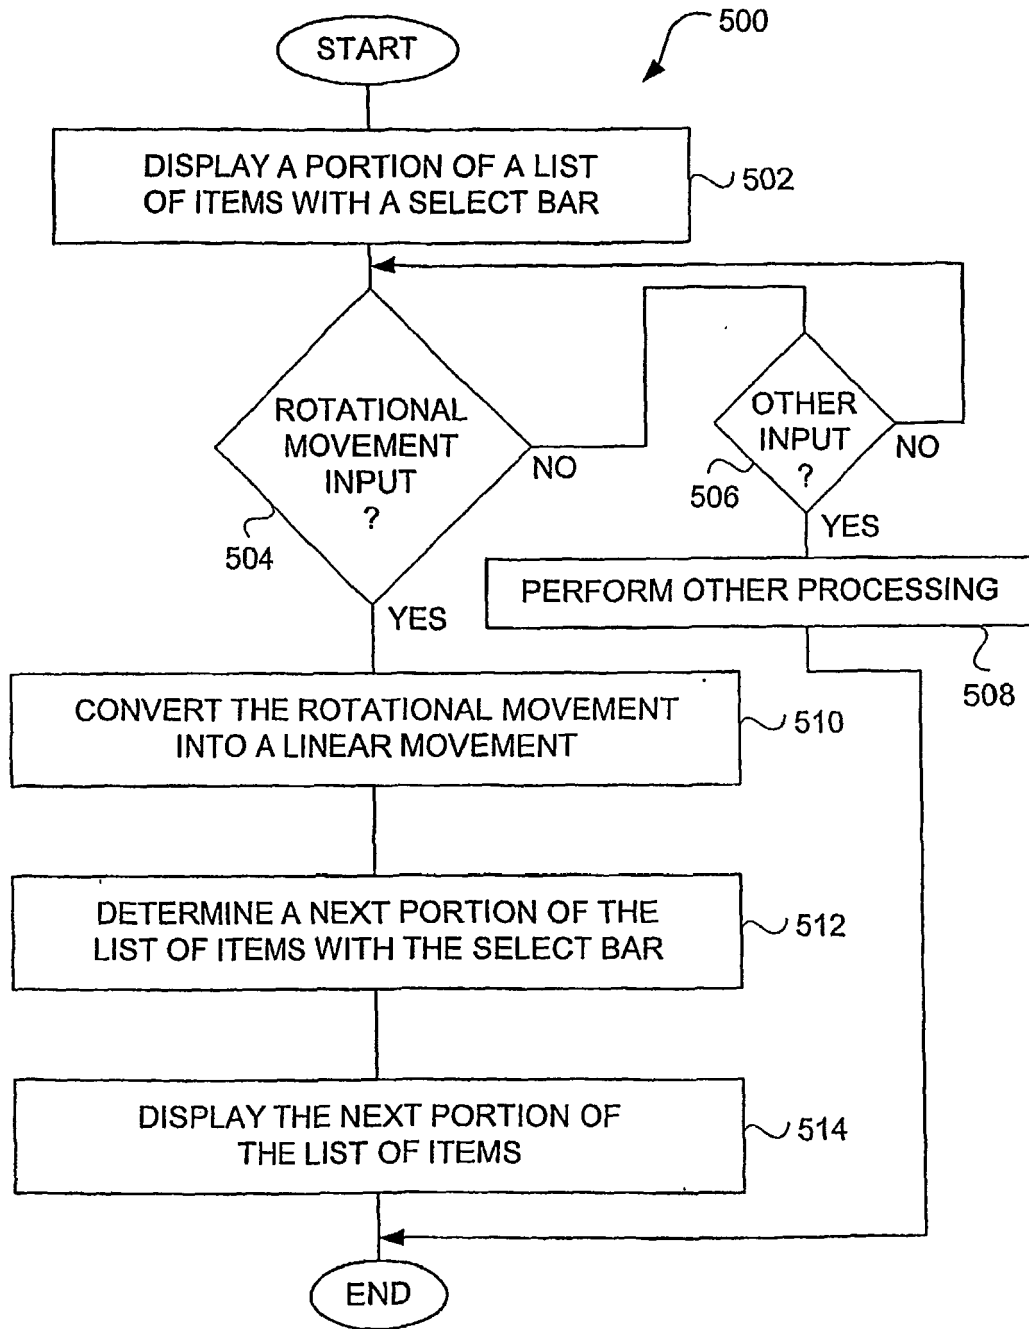 500
START
DISPLAY A PORTION OF A LIST
OF ITEMS WITH A SELECT BAR
502
ROTATIONAL
MOVEMENT
INPUT
?
504
NO
YES
OTHER
INPUT
?
506
NO
YES
PERFORM OTHER PROCESSING
508
CONVERT THE ROTATIONAL MOVEMENT
INTO A LINEAR MOVEMENT
510
DETERMINE A NEXT PORTION OF THE
LIST OF ITEMS WITH THE SELECT BAR
512
DISPLAY THE NEXT PORTION OF
THE LIST OF ITEMS
514
END